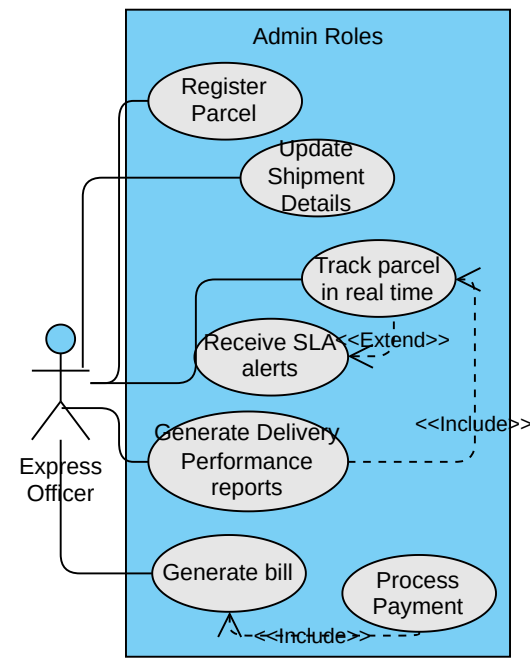 Admin Roles
Register
Parcel
Update
Shipment
Details
Track parcel
in real time
<<Extend>>
Receive SLA
alerts
<<Include>>
Generate Delivery
Performance
reports
Express
Officer
Generate bill
Process
Payment
<<Include>>